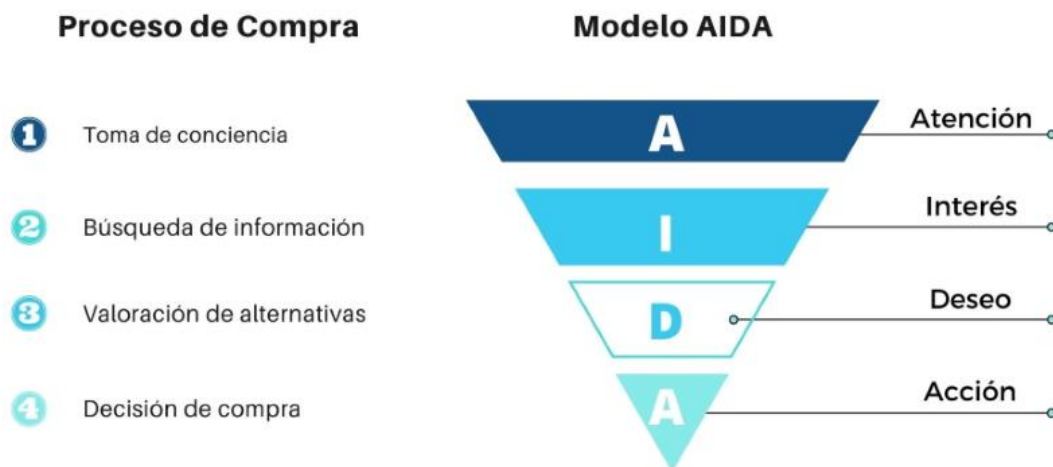 Proceso de Compra
Modelo AIDA
1 Toma de conciencia
A Atención
2 Búsqueda de información
I Interés
3 Valoración de alternativas
D Deseo
4 Decisión de compra
A Acción